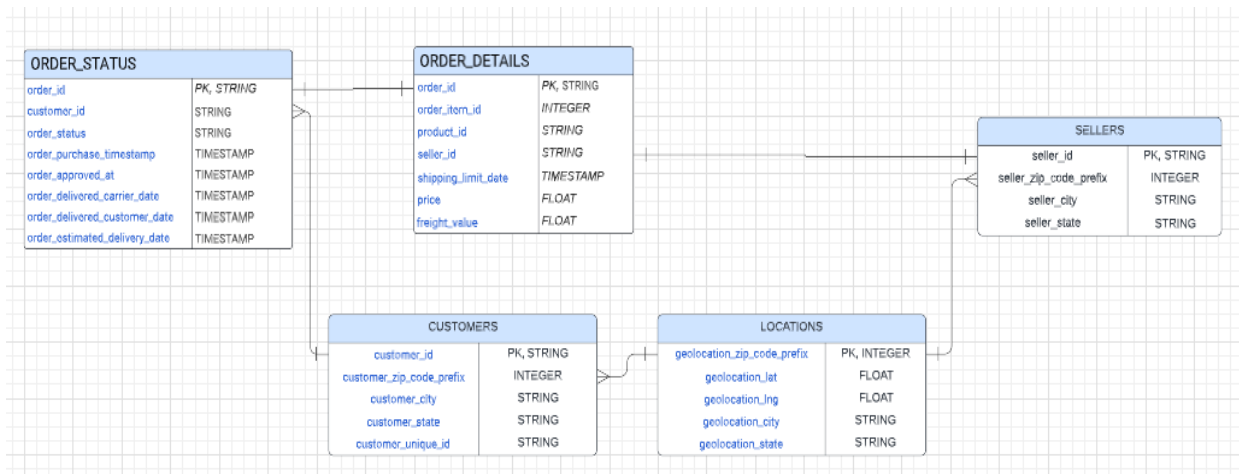 ORDER_STATUS
order_id PK, STRING
customer_id STRING
order_status STRING
order_purchase_timestamp TIMESTAMP
order_approved_at TIMESTAMP
order_delivered_carrier_date TIMESTAMP
order_delivered_customer_date TIMESTAMP
order_estimated_delivery_date TIMESTAMP
ORDER_DETAILS
order_id PK, STRING
order_item_id INTEGER
product_id STRING
seller_id STRING
shipping_limit_date TIMESTAMP
price FLOAT
freight_value FLOAT
SELLERS
seller_id PK, STRING
seller_zip_code_prefix INTEGER
seller_city STRING
seller_state STRING
CUSTOMERS
customer_id PK, STRING
customer_zip_code_prefix INTEGER
customer_city STRING
customer_state STRING
customer_unique_id STRING
LOCATIONS
geolocation_zip_code_prefix PK, INTEGER
geolocation_lat FLOAT
geolocation_lng FLOAT
geolocation_city STRING
geolocation_state STRING